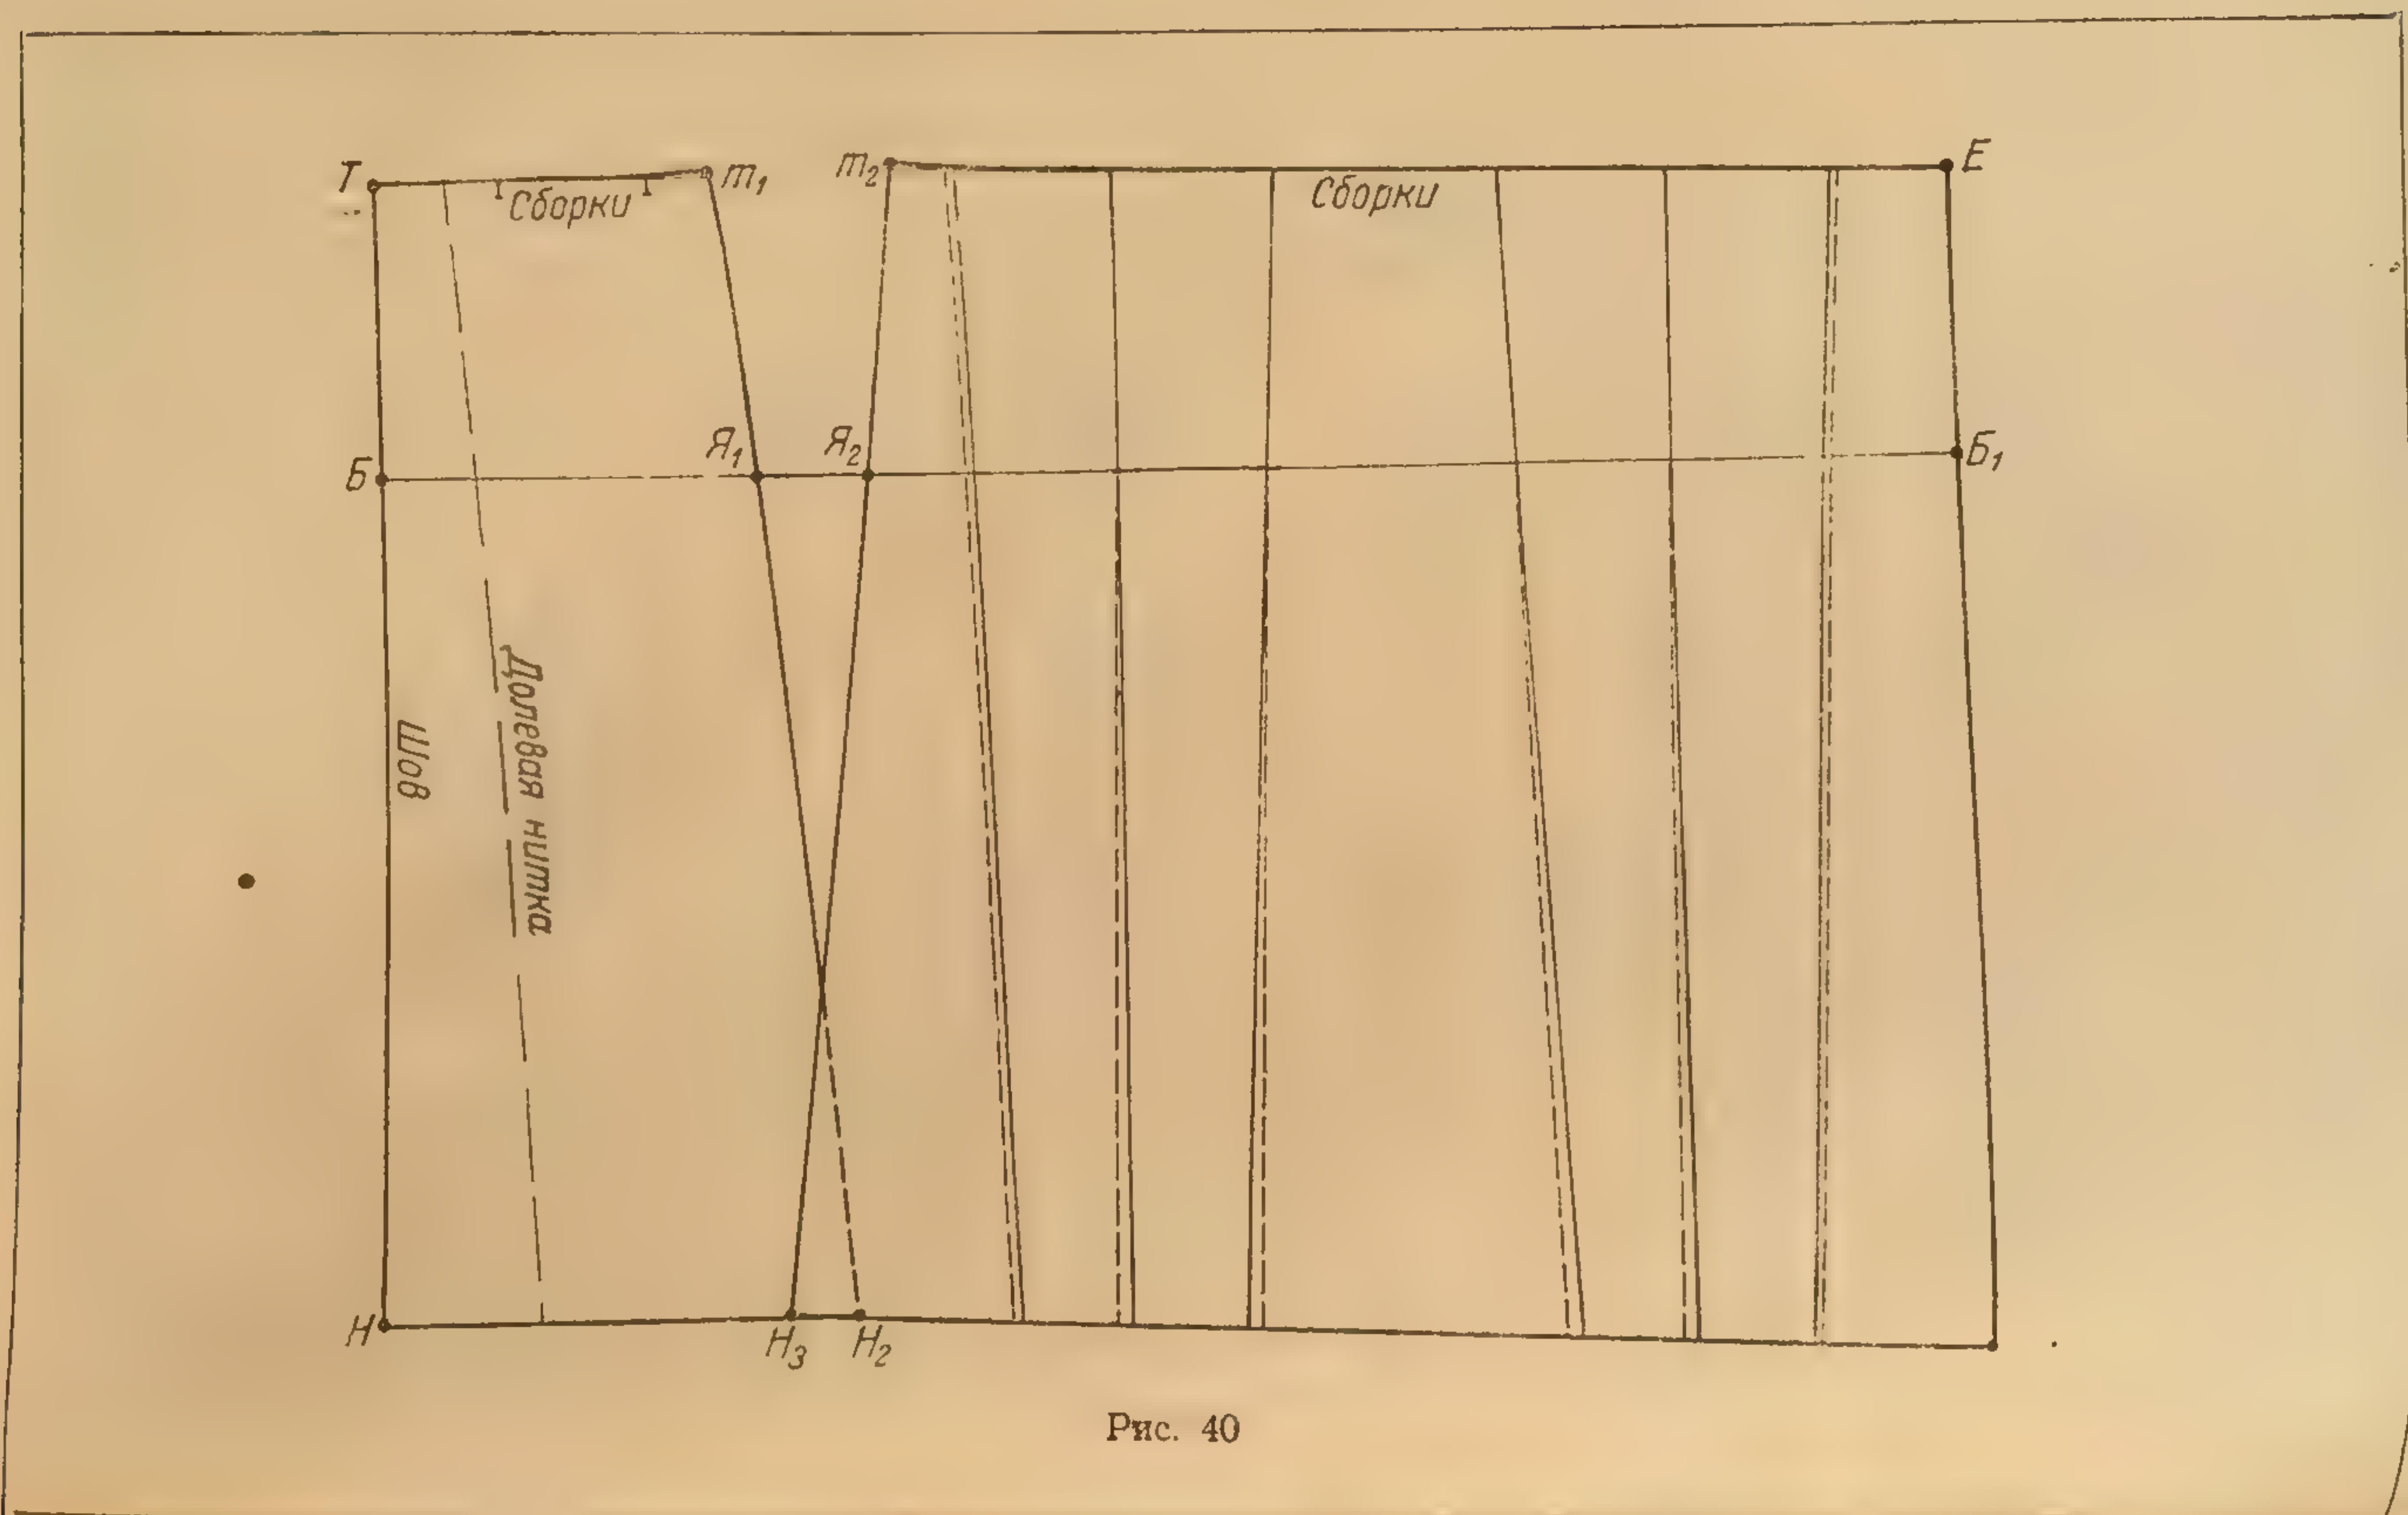 Т
Сборки
т₁
т₂
Сборки
Е
Б
Я₁
Я₂
Б₁
Шов
Долевая нитка
Н
Н₃
Н₂
Рис. 40